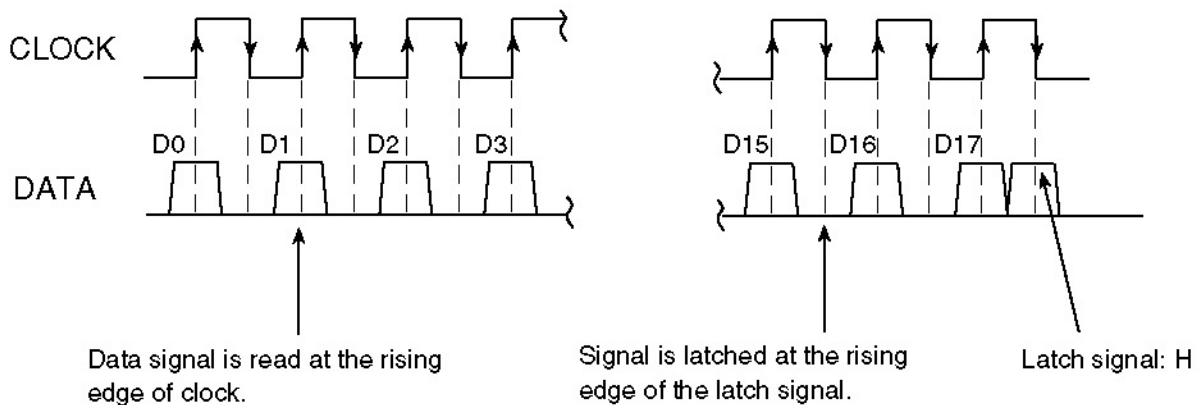 CLOCK
D0 D1 D2 D3 D15 D16 D17
DATA
Data signal is read at the rising
edge of clock.
Signal is latched at the rising
edge of the latch signal.
Latch signal: H